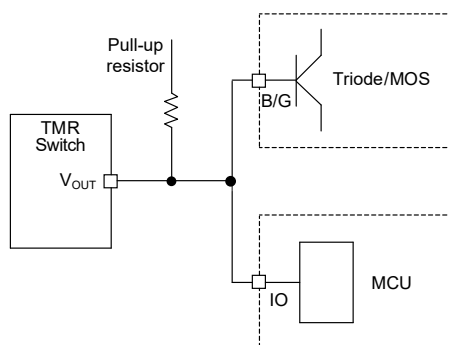 Pull-up
resistor
Triode/MOS
B/G
TMR
Switch
VOUT
MCU
IO